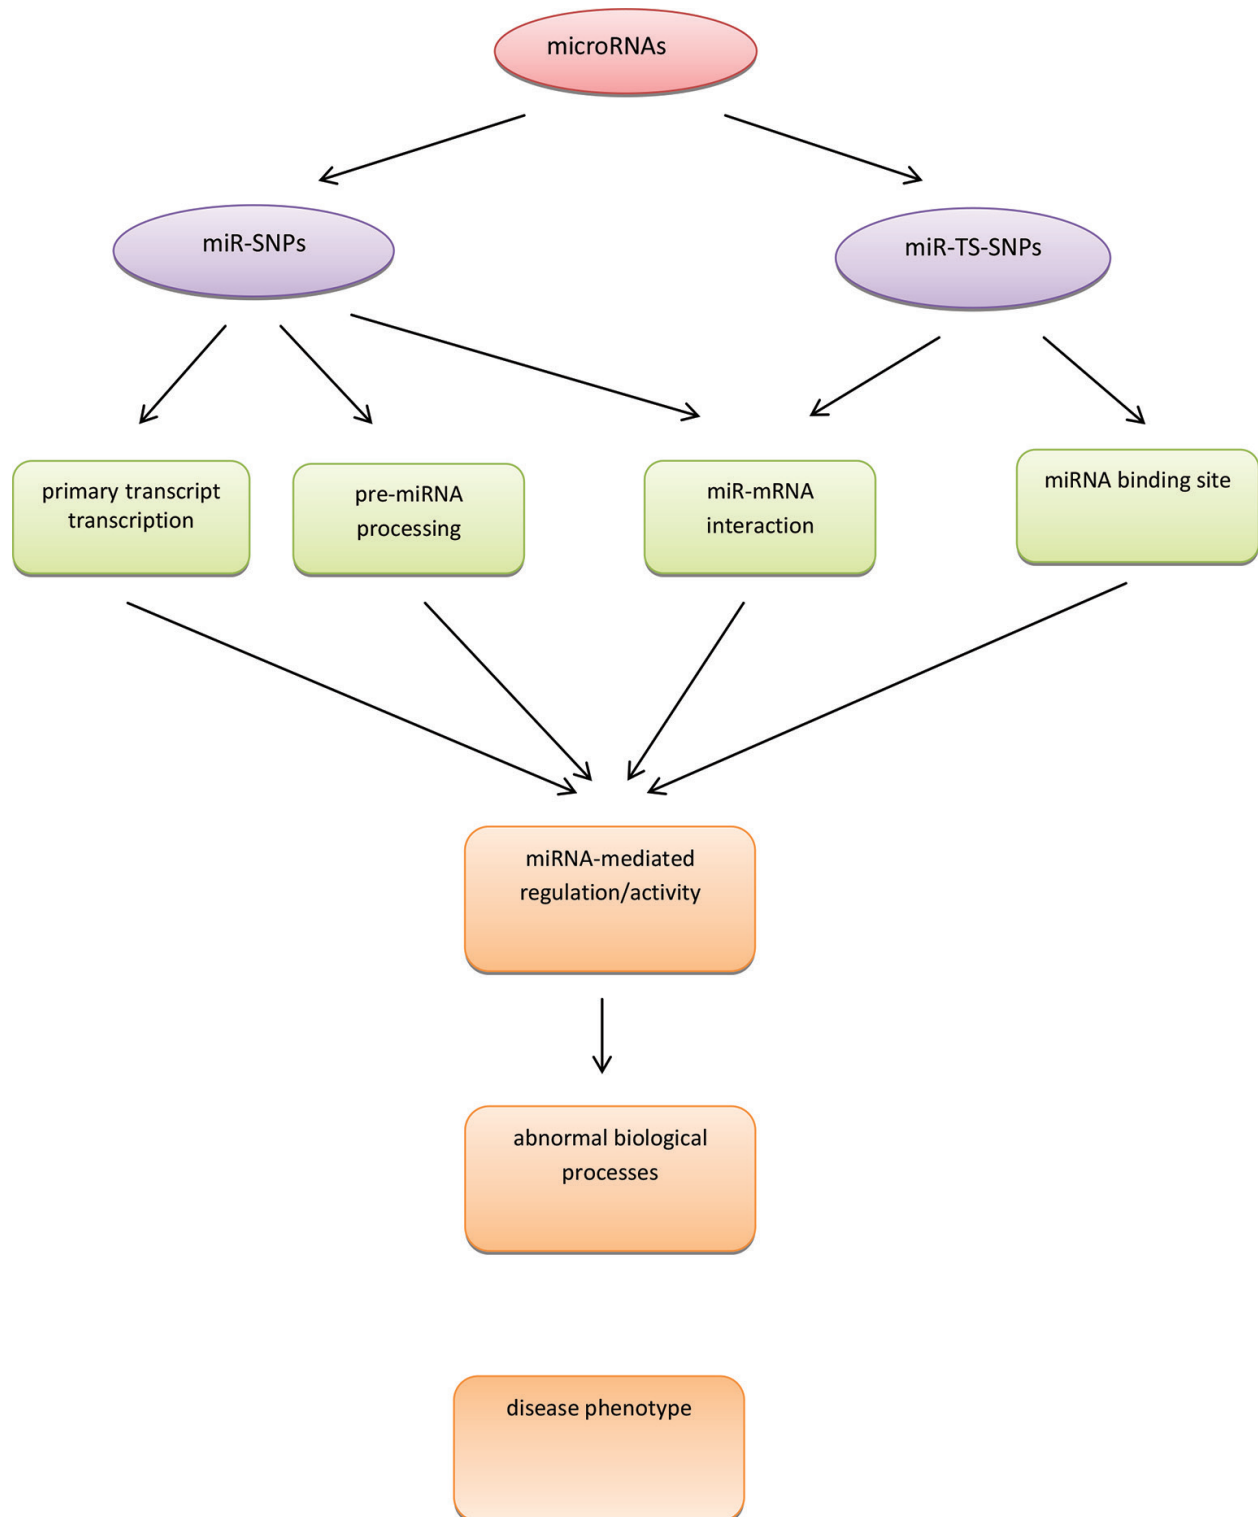 microRNAs
miR-SNPs
miR-TS-SNPs
primary transcript
transcription
pre-miRNA
processing
miR-mRNA
interaction
miRNA binding site
miRNA-mediated
regulation/activity
abnormal biological
processes
disease phenotype